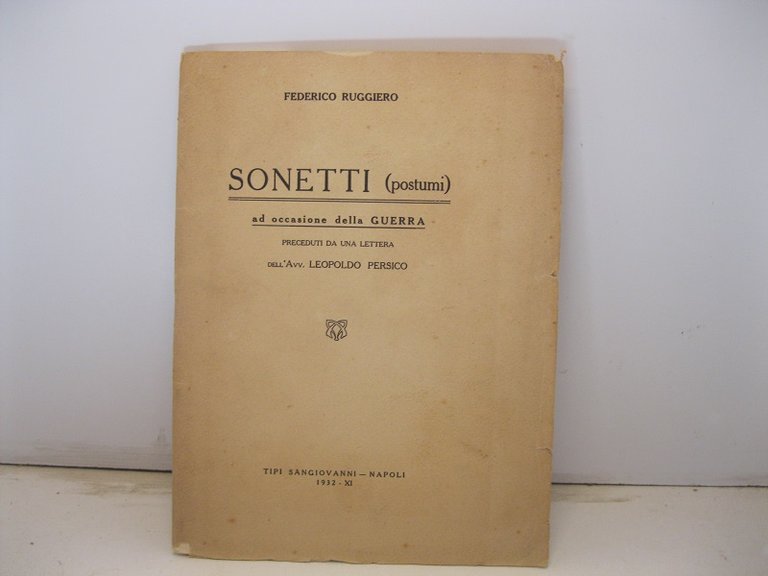 FEDERICO RUGGIERO
SONETTI (postumi)
ad occasione della GUERRA
PRECEDUTI DA UNA LETTERA
DELL'AVV. LEOPOLDO PERSICO
TIPI SANGIOVANNI — NAPOLI
1932 - XI